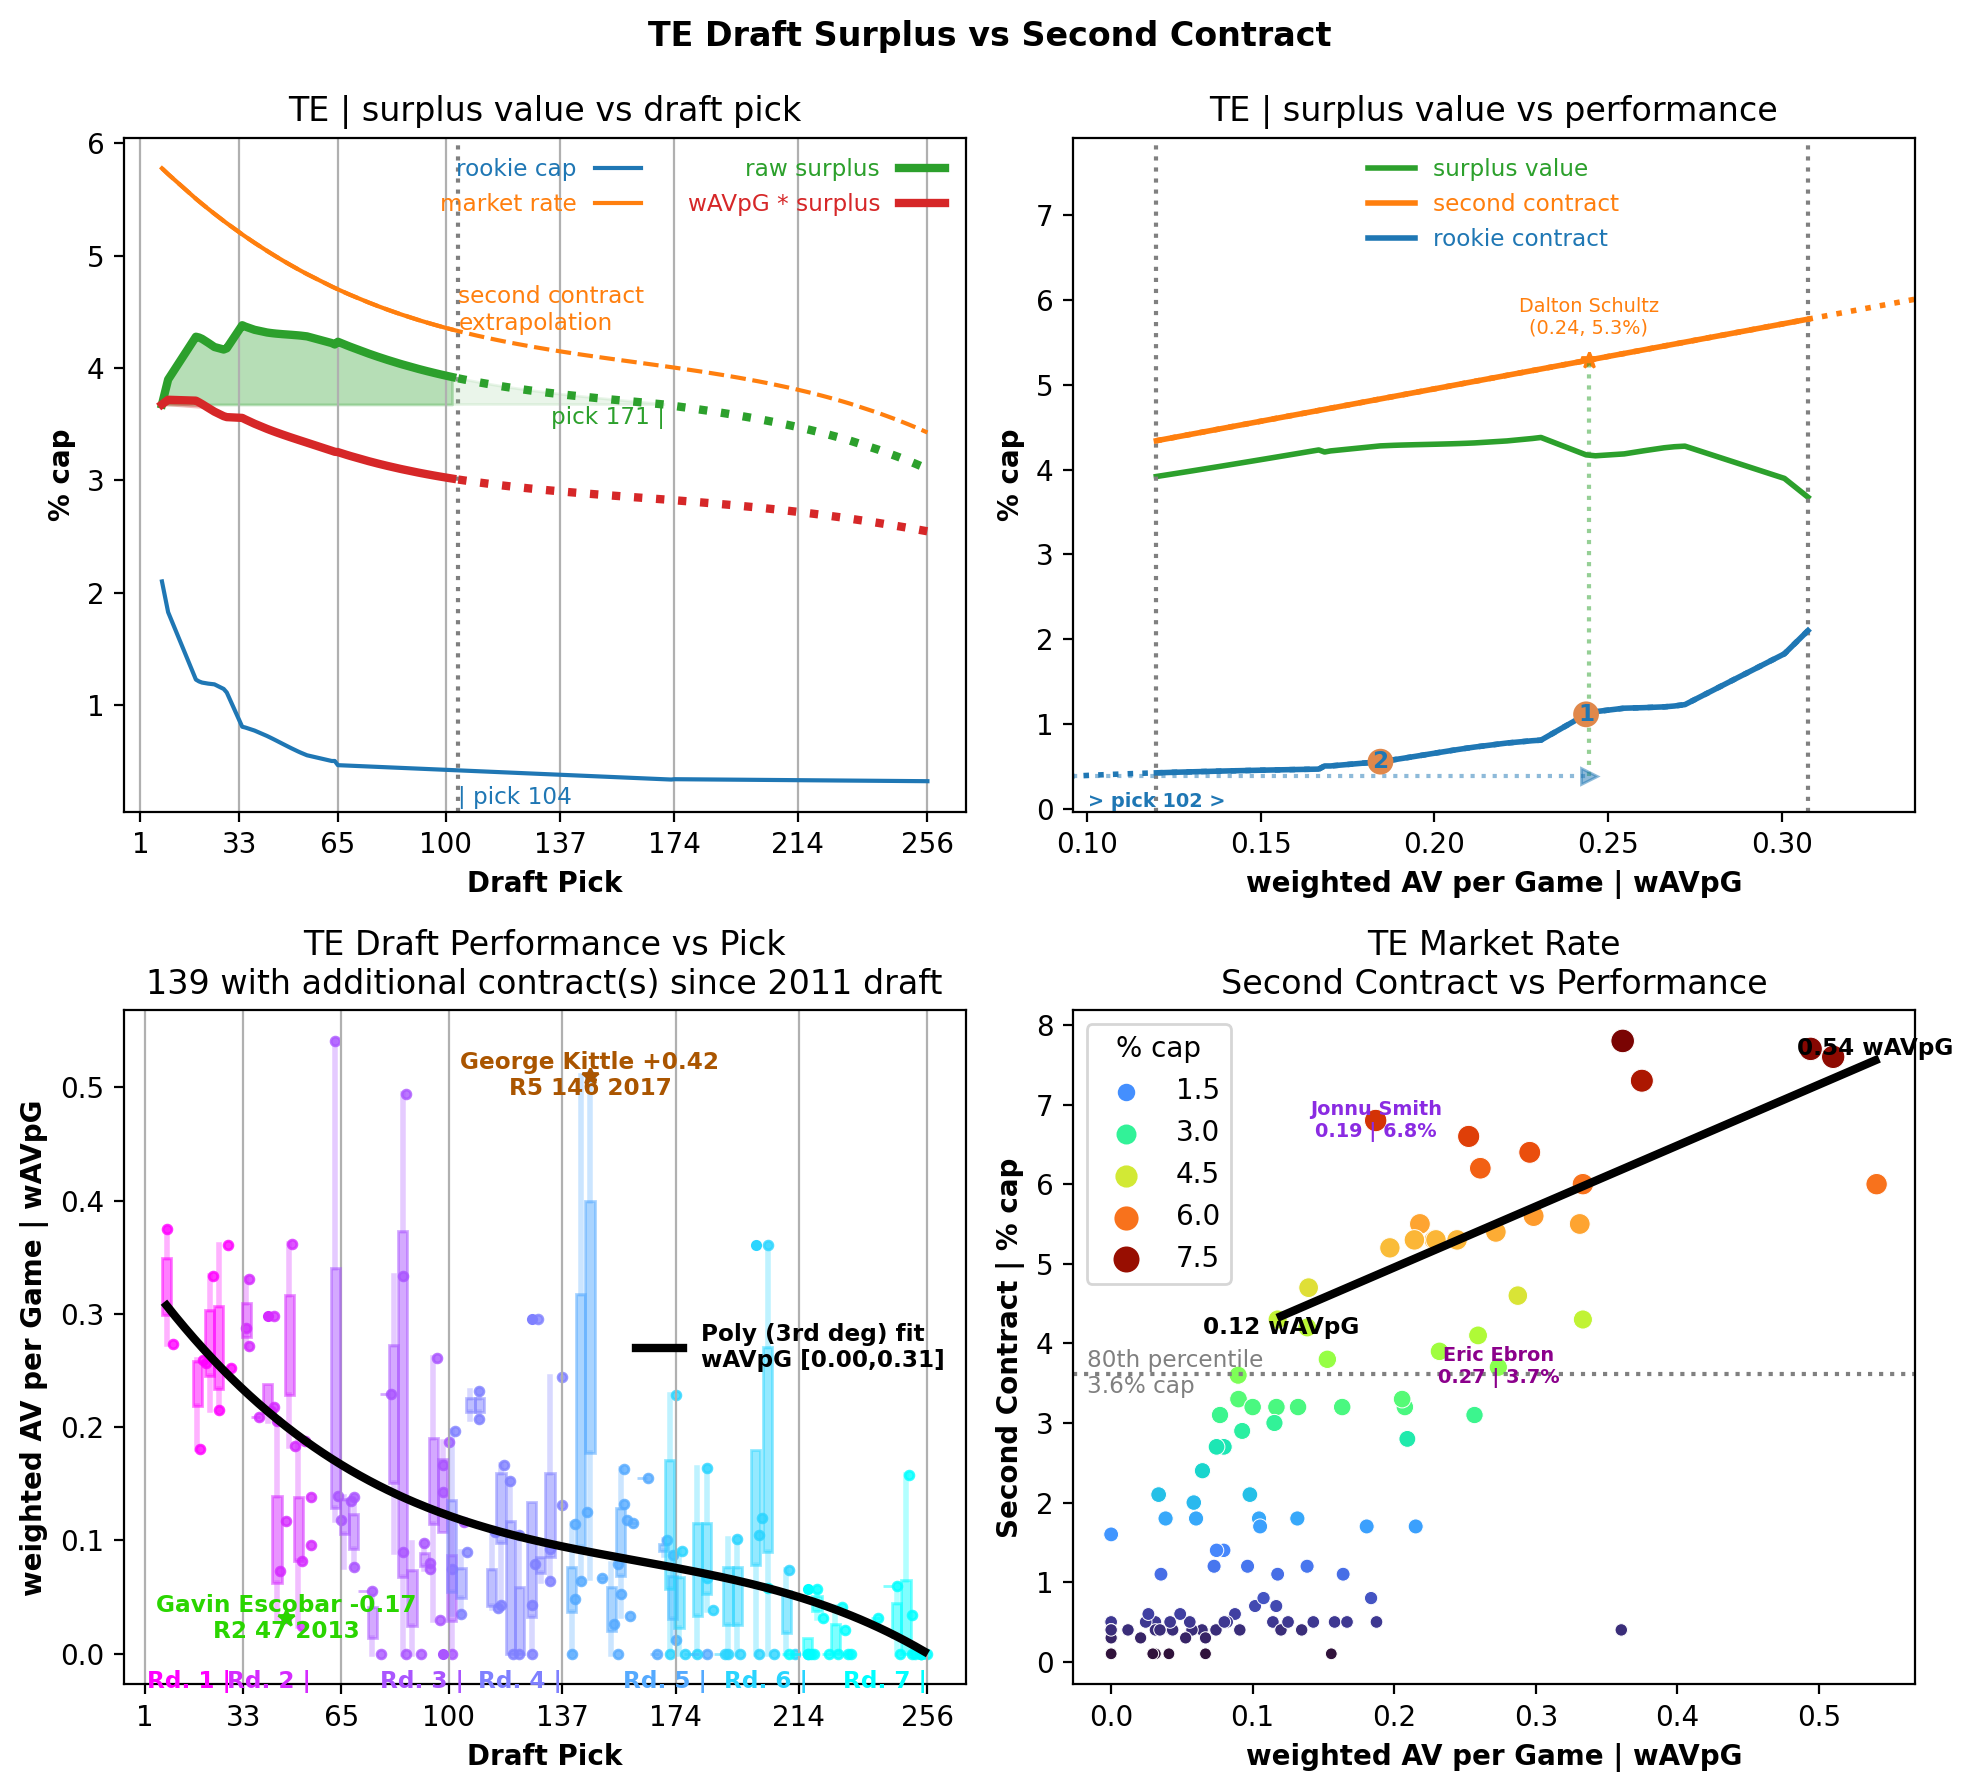 TE Draft Surplus vs Second Contract
TE | surplus value vs draft pick
rookie cap
market rate
raw surplus
wAVpG * surplus
second contract
extrapolation
pick 171 |
| pick 104
% cap
6
5
4
3
2
1
1
33
65
100
137
174
214
256
Draft Pick
TE | surplus value vs performance
surplus value
second contract
rookie contract
Dalton Schultz
(0.24, 5.3%)
1
2
> pick 102 >
% cap
7
6
5
4
3
2
1
0
0.10
0.15
0.20
0.25
0.30
weighted AV per Game | wAVpG
TE Draft Performance vs Pick
139 with additional contract(s) since 2011 draft
George Kittle +0.42
R5 146 2017
Poly (3rd deg) fit
wAVpG [0.00,0.31]
Gavin Escobar -0.17
R2 47 2013
Rd. 1 |
Rd. 2 |
Rd. 3 |
Rd. 4 |
Rd. 5 |
Rd. 6 |
Rd. 7 |
weighted AV per Game | wAVpG
0.5
0.4
0.3
0.2
0.1
0.0
1
33
65
100
137
174
214
256
Draft Pick
TE Market Rate
Second Contract vs Performance
% cap
1.5
3.0
4.5
6.0
7.5
0.54 wAVpG
Jonnu Smith
0.19 | 6.8%
0.12 wAVpG
80th percentile
3.6% cap
Eric Ebron
0.27 | 3.7%
Second Contract | % cap
8
7
6
5
4
3
2
1
0
0.0
0.1
0.2
0.3
0.4
0.5
weighted AV per Game | wAVpG